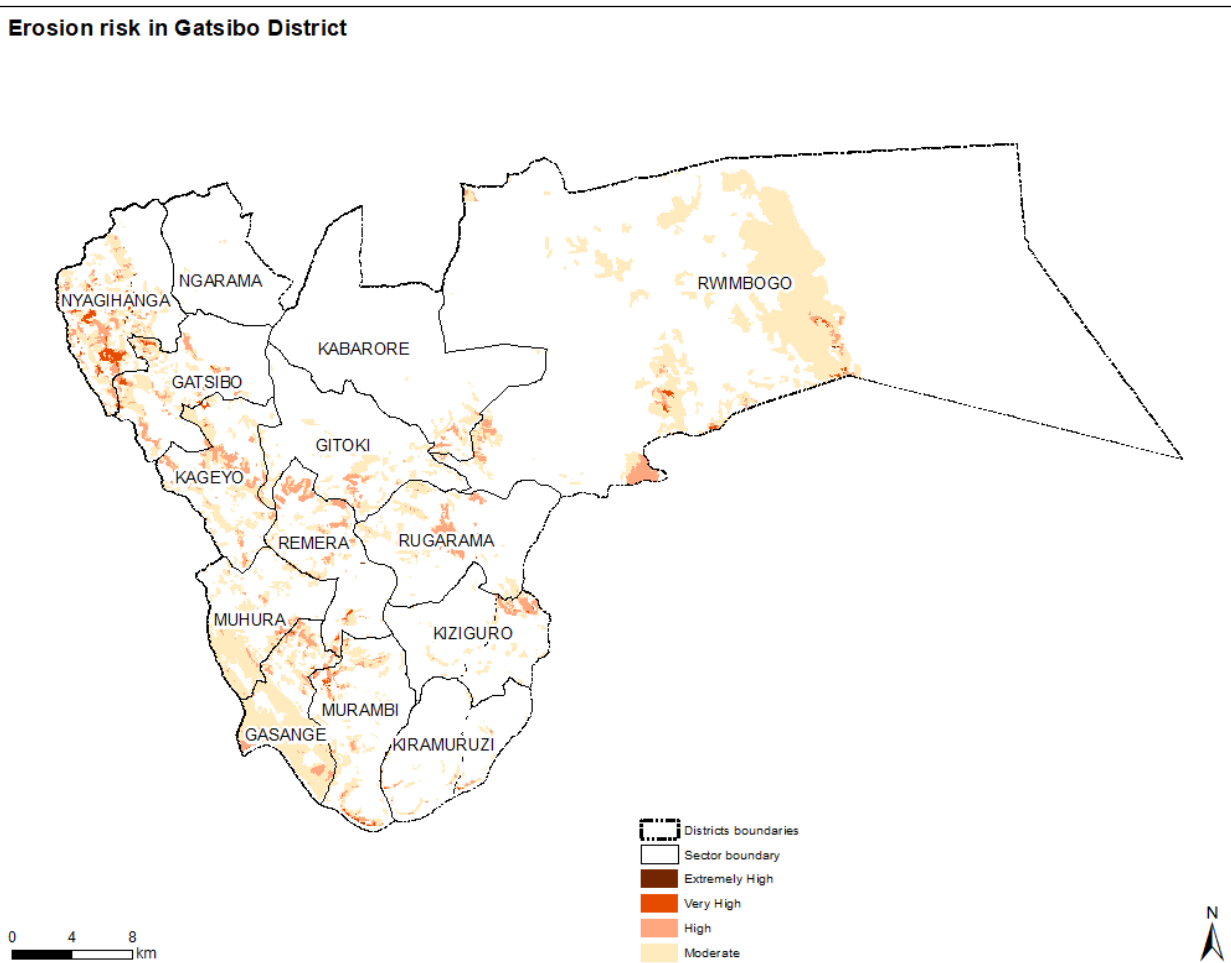 Erosion risk in Gatsibo District
NGARAMA
NYAGIHANGA
RWIMBOGO
KABARORE
GATSIBO
GITOKI
KAGEYO
REMERA
RUGARAMA
MUHURA
KIZIGURO
MURAMBI
GASANGE
KIRAMURUZI
Districts boundaries
Sector boundary
Extremely High
Very High
High
Moderate
0 4 8
km
N